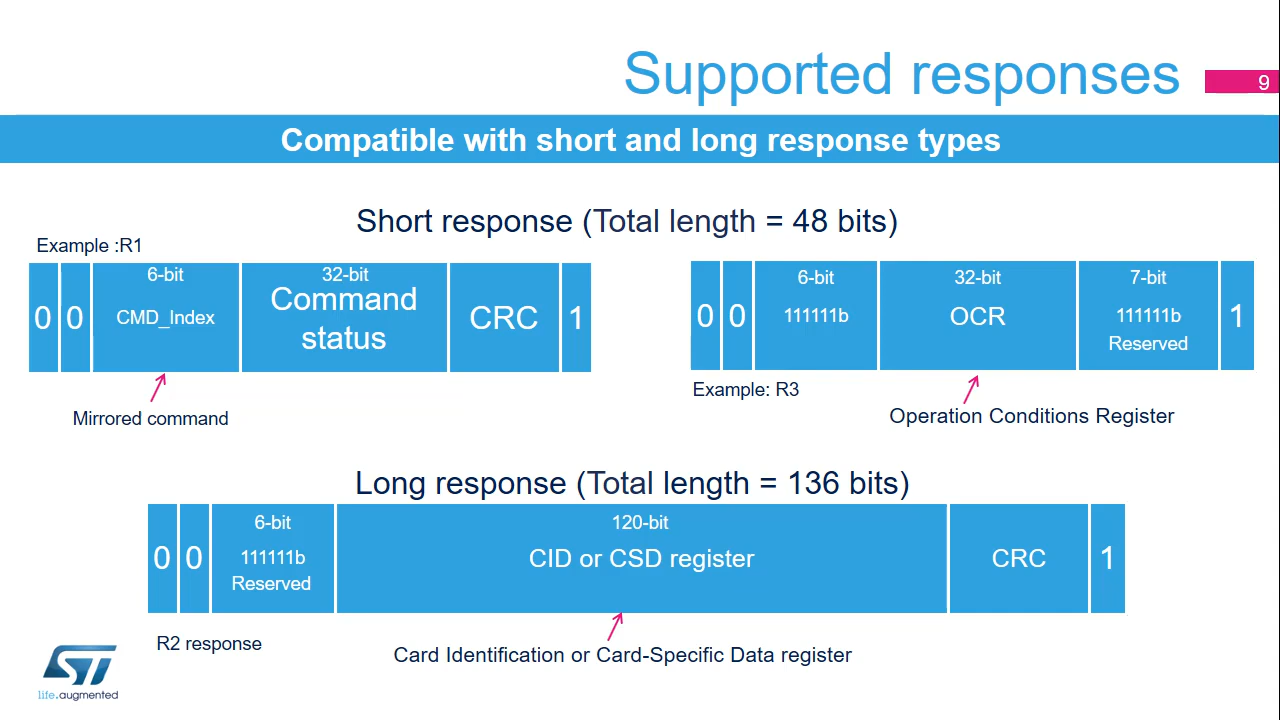 Supported responses
9
Compatible with short and long response types
Short response (Total length = 48 bits)
Example :R1
0
0
6-bit
CMD_Index
32-bit
Command
status
CRC
1
Mirrored command
0
0
6-bit
111111b
32-bit
OCR
7-bit
111111b
Reserved
1
Example: R3
Operation Conditions Register
Long response (Total length = 136 bits)
0
0
6-bit
111111b
Reserved
120-bit
CID or CSD register
CRC
1
R2 response
Card Identification or Card-Specific Data register
ST
life.augmented